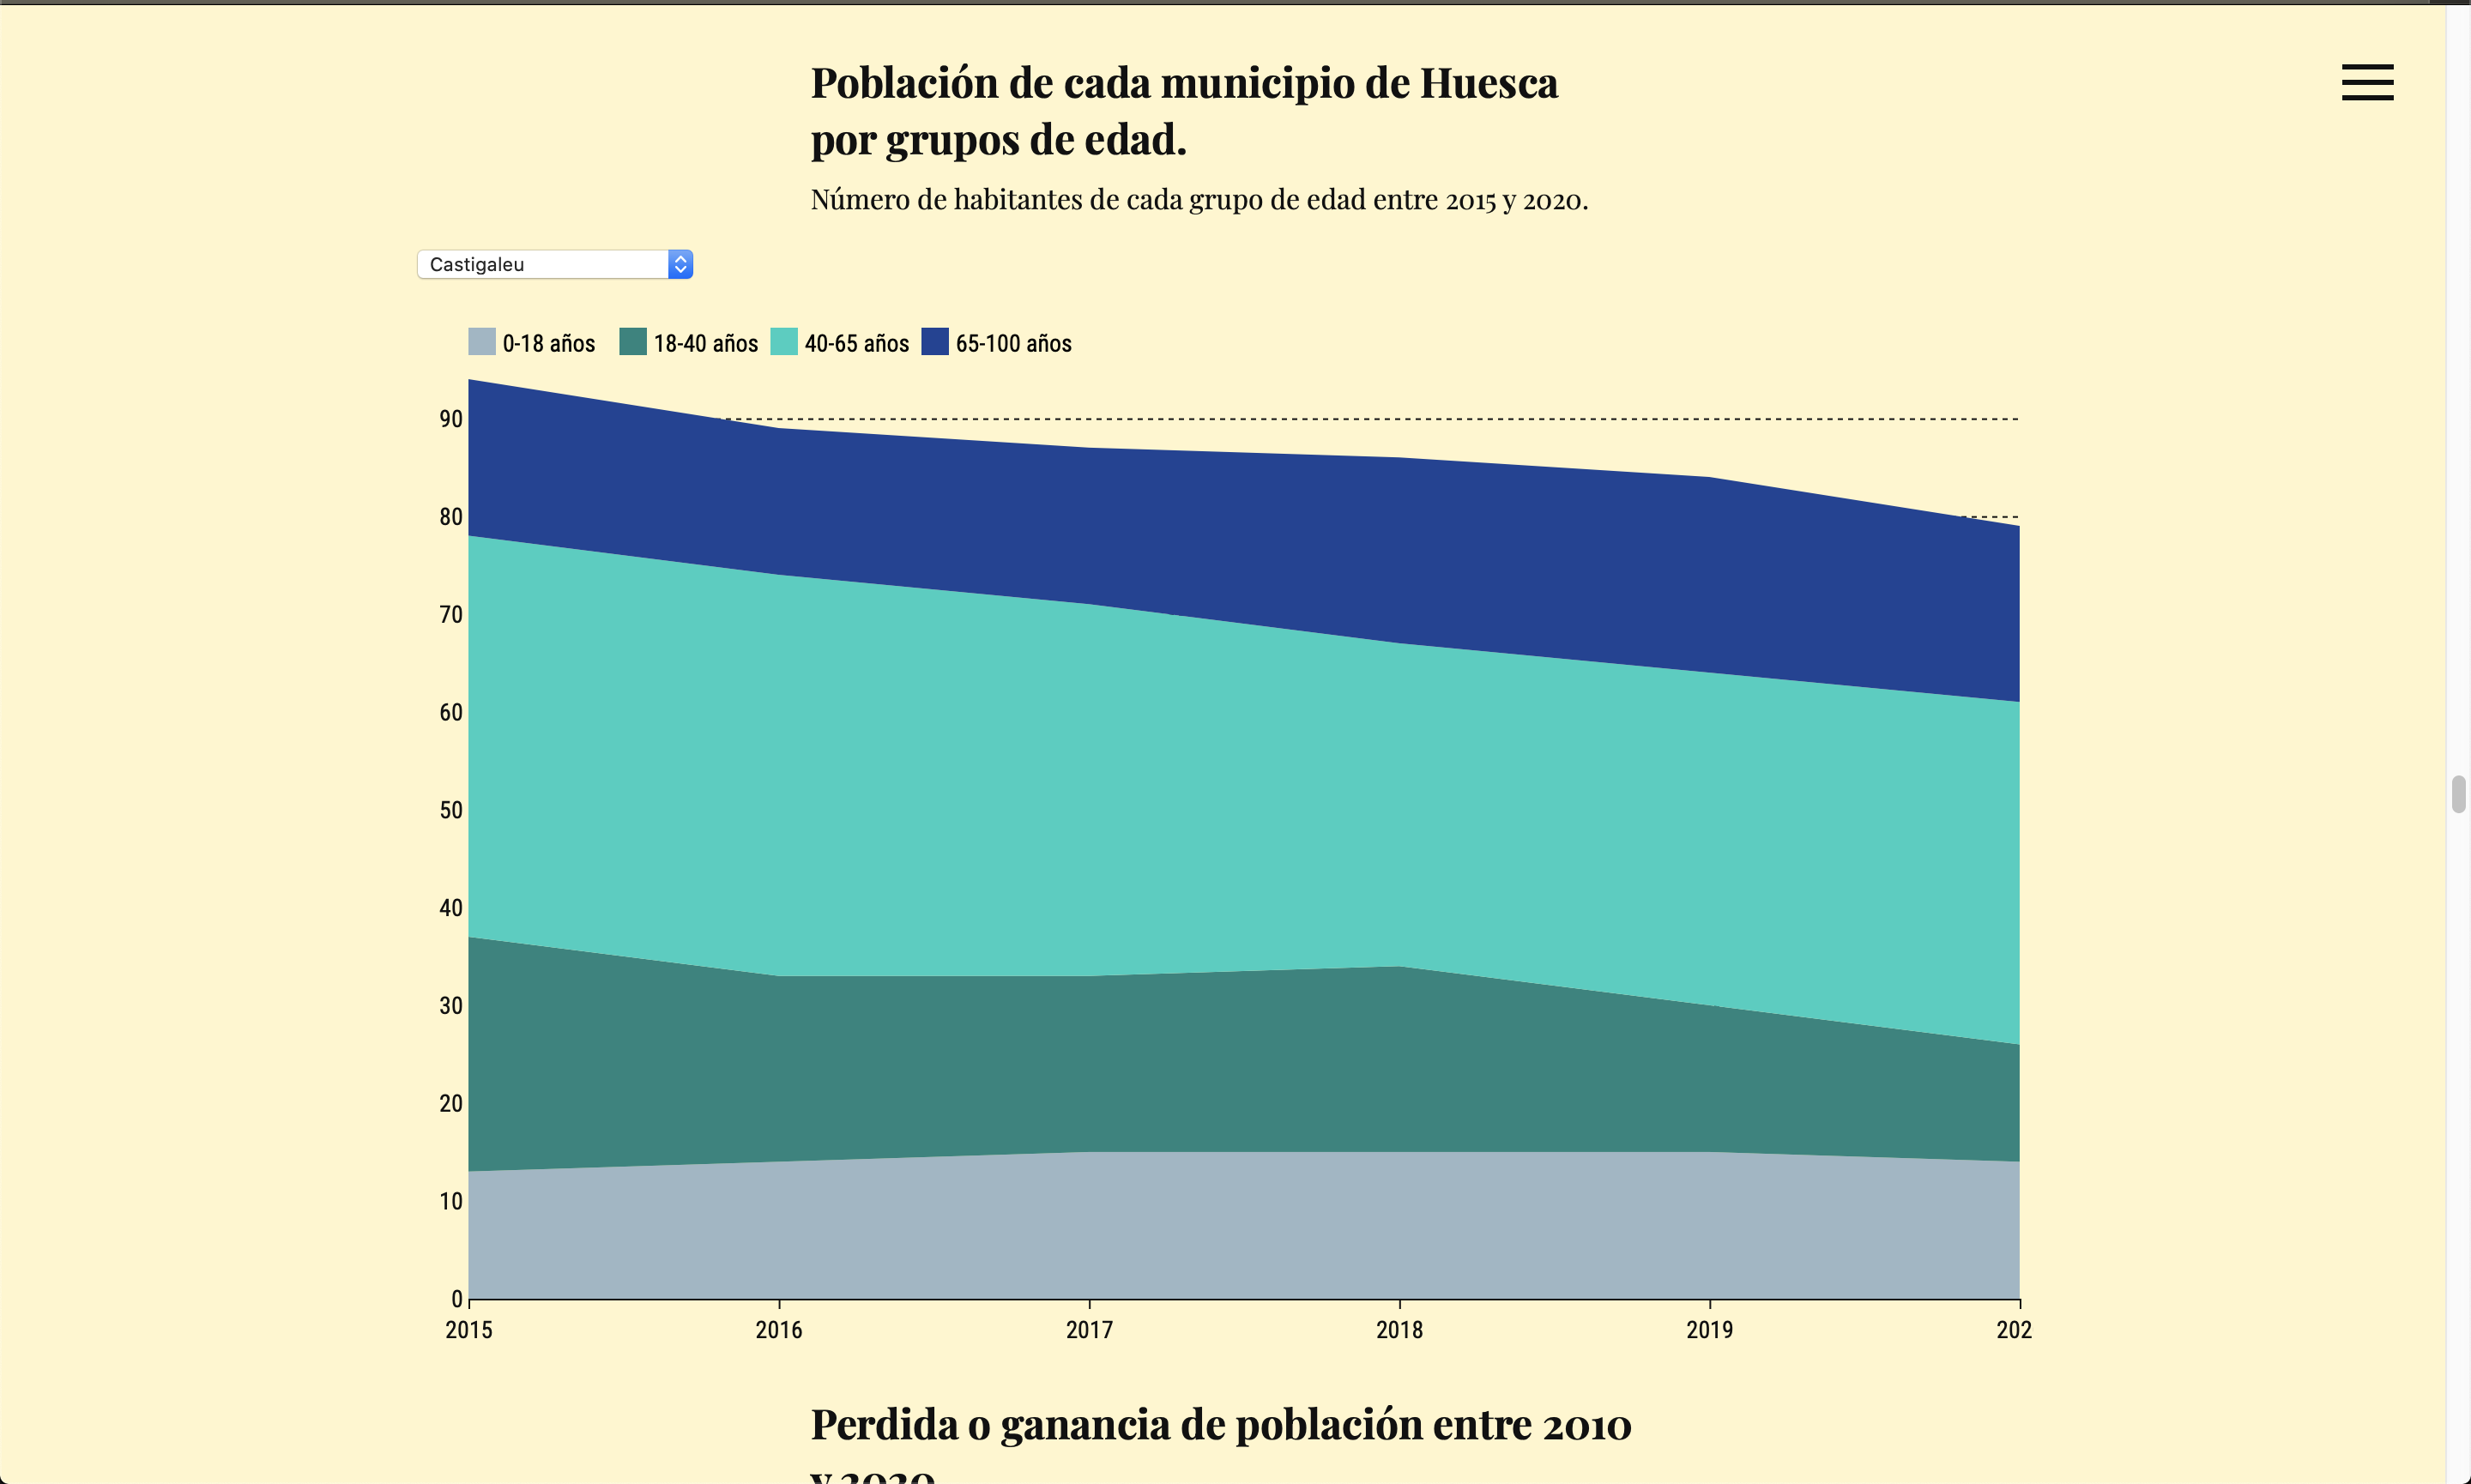 Población de cada municipio de Huesca
por grupos de edad.
Número de habitantes de cada grupo de edad entre 2015 y 2020.
Castigaleu
0-18 años 18-40 años 40-65 años 65-100 años
90
80
70
60
50
40
30
20
10
0
2015 2016 2017 2018 2019 202
Perdida o ganancia de población entre 2010
y 2020